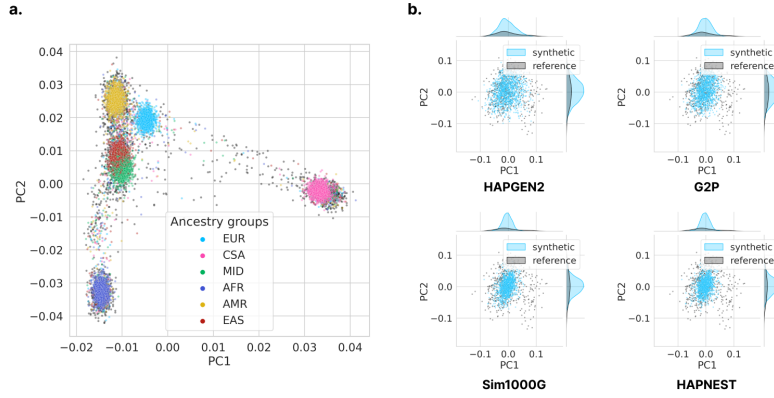 a.
0.04
0.03
0.02
0.01
0.00
−0.01
−0.02
−0.03
−0.04
PC2
Ancestry groups
EUR
CSA
MID
AFR
AMR
EAS
−0.02 −0.01 0.00 0.01 0.02 0.03 0.04
PC1
b.
synthetic
reference
0.1
0.0
−0.1
PC2
−0.1 0.0 0.1
PC1
HAPGEN2
synthetic
reference
0.1
0.0
−0.1
PC2
−0.1 0.0 0.1
PC1
G2P
synthetic
reference
0.1
0.0
−0.1
PC2
−0.1 0.0 0.1
PC1
Sim1000G
synthetic
reference
0.1
0.0
−0.1
PC2
−0.1 0.0 0.1
PC1
HAPNEST